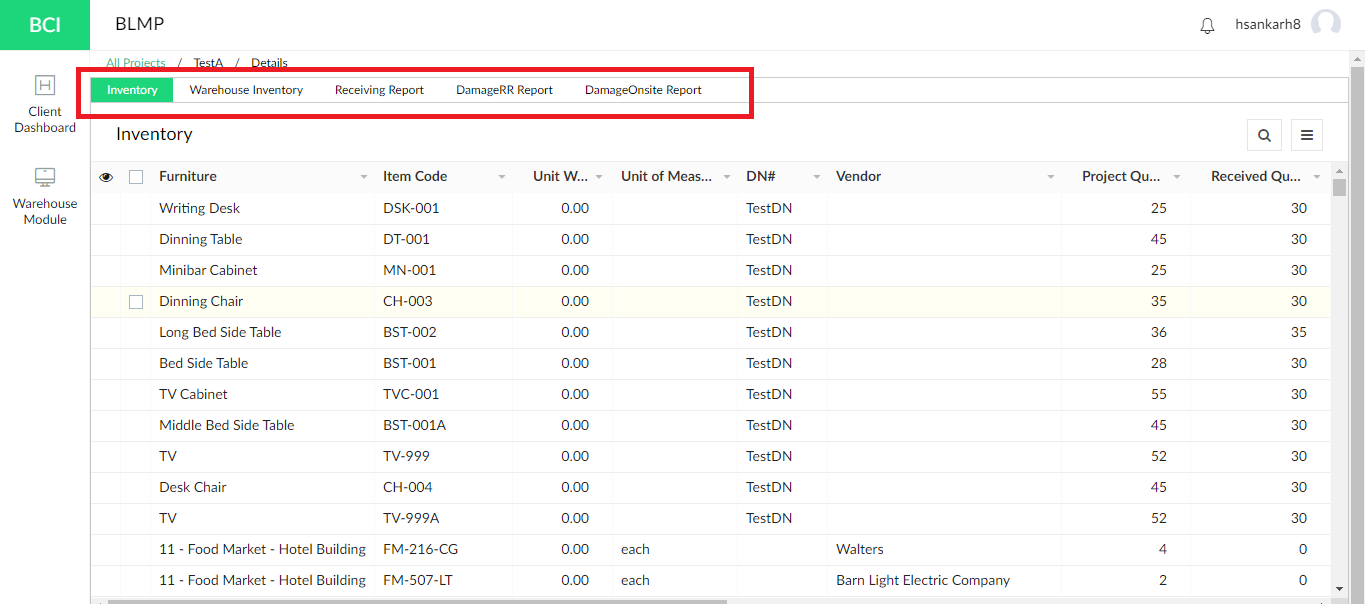 BCI
BLMP
hsankarh8
Client
Dashboard
Warehouse
Module
All Projects / TestA / Details
Inventory Warehouse Inventory Receiving Report DamageRR Report DamageOnsite Report
Inventory
Furniture Item Code Unit W... Unit of Meas... DN# Vendor Project Qu... Received Qu...
Writing Desk DSK-001 0.00 TestDN 25 30
Dinning Table DT-001 0.00 TestDN 45 30
Minibar Cabinet MN-001 0.00 TestDN 25 30
Dinning Chair CH-003 0.00 TestDN 35 30
Long Bed Side Table BST-002 0.00 TestDN 36 35
Bed Side Table BST-001 0.00 TestDN 28 30
TV Cabinet TVC-001 0.00 TestDN 55 30
Middle Bed Side Table BST-001A 0.00 TestDN 45 30
TV TV-999 0.00 TestDN 52 30
Desk Chair CH-004 0.00 TestDN 45 30
TV TV-999A 0.00 TestDN 52 30
11 - Food Market - Hotel Building FM-216-CG 0.00 each Walters 4 0
11 - Food Market - Hotel Building FM-507-LT 0.00 each Barn Light Electric Company 2 0